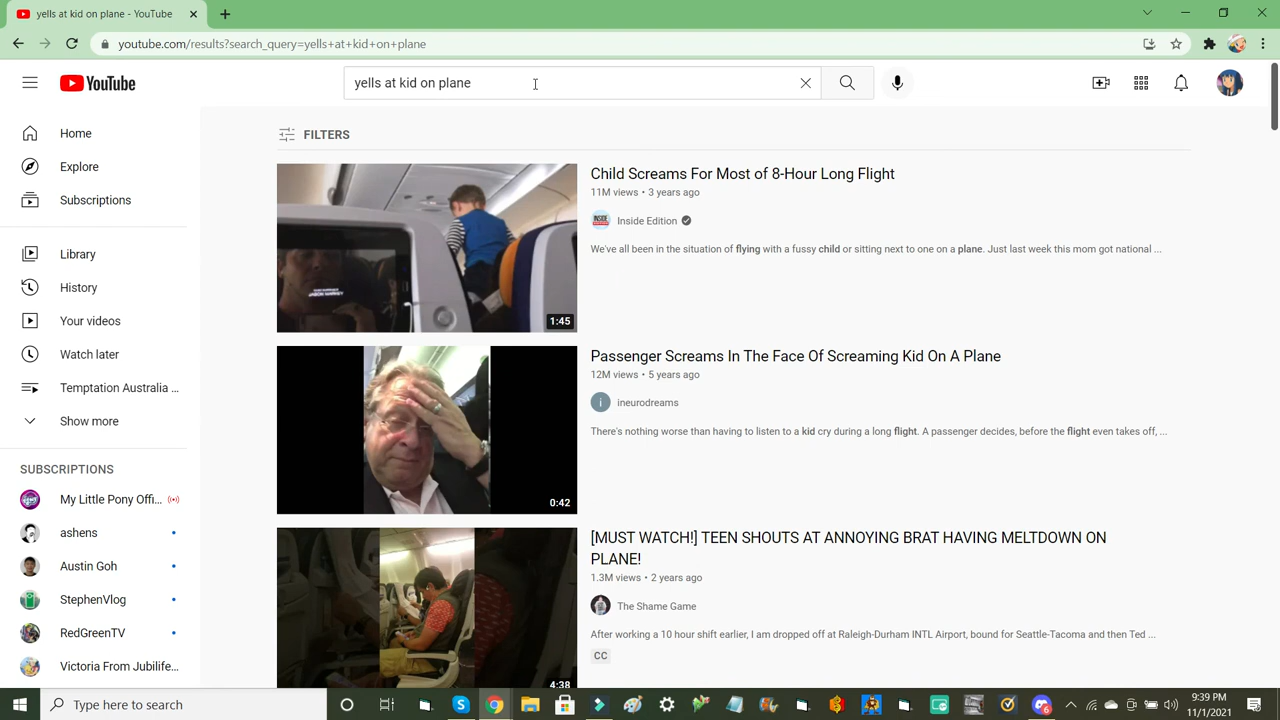 yells at kid on plane - YouTube
youtube.com/results?search_query=yells+at+kid+on+plane
YouTube
yells at kid on plane
Home
Explore
Subscriptions
Library
History
Your videos
Watch later
Temptation Australia ...
Show more
SUBSCRIPTIONS
My Little Pony Offi...
ashens
Austin Goh
StephenVlog
RedGreenTV
Victoria From Jubilife...
FILTERS
Child Screams For Most of 8-Hour Long Flight
11M views • 3 years ago
Inside Edition
We've all been in the situation of flying with a fussy child or sitting next to one on a plane. Just last week this mom got national ...
1:45
Passenger Screams In The Face Of Screaming Kid On A Plane
12M views • 5 years ago
i ineurodreams
There's nothing worse than having to listen to a kid cry during a long flight. A passenger decides, before the flight even takes off, ...
0:42
[MUST WATCH!] TEEN SHOUTS AT ANNOYING BRAT HAVING MELTDOWN ON
PLANE!
1.3M views • 2 years ago
The Shame Game
After working a 10 hour shift earlier, I am dropped off at Raleigh-Durham INTL Airport, bound for Seattle-Tacoma and then Ted ...
CC
4:38
Type here to search
9:39 PM
11/1/2021